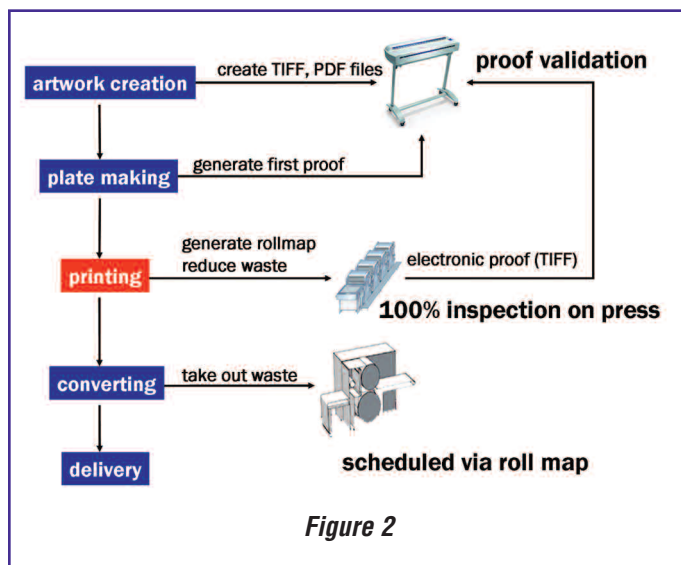 artwork creation
create TIFF, PDF files
proof validation
plate making
generate first proof
printing
generate rollmap
reduce waste
electronic proof (TIFF)
100% inspection on press
converting
take out waste
scheduled via roll map
delivery
Figure 2